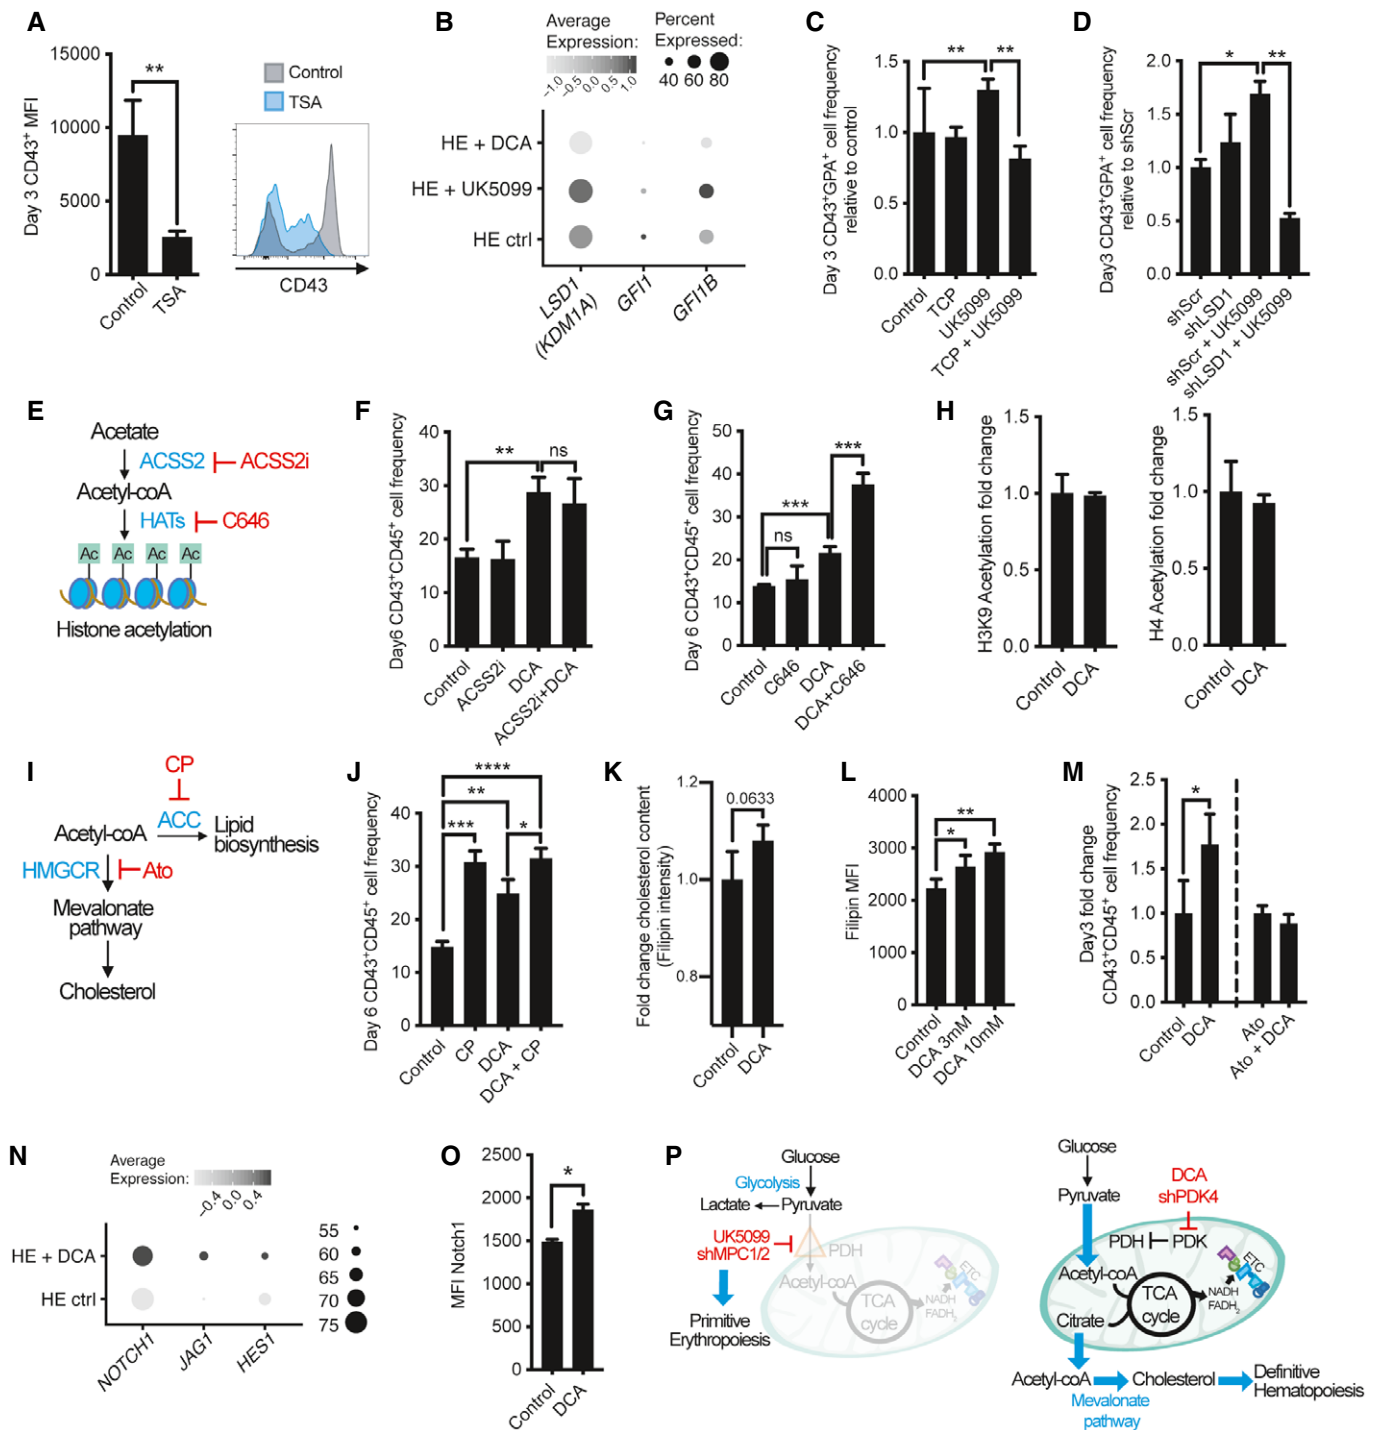 A
15000
10000
5000
0
Day 3 CD43+ MFI
**
Control
TSA
Control
TSA
CD43
B
Average
Expression:
-1.0
-0.5
0.0
0.5
1.0
Percent
Expressed:
40 60 80
HE + DCA
HE + UK5099
HE ctrl
LSD1
(KDM1A)
GFI1
GFI1B
C
Day 3 CD43+GPA+ cell frequency
relative to control
1.5
1.0
0.5
0.0
** **
Control
TCP
UK5099
TCP + UK5099
D
Day3 CD43+GPA+ cell frequency
relative to shScr
2.0
1.5
1.0
0.5
0.0
* **
shScr
shLSD1
shScr + UK5099
shLSD1 + UK5099
E
Acetate
ACSS2 ACSS2i
Acetyl-coA
HATs C646
Ac Ac Ac Ac
Histone acetylation
F
Day6 CD43+CD45+ cell frequency
40
30
20
10
0
** ns
Control
ACSS2i
DCA
ACSS2i+DCA
G
Day 6 CD43+CD45+ cell frequency
50
40
30
20
10
0
***
***
ns
Control
C646
DCA
DCA+C646
H
H3K9 Acetylation fold change
1.5
1.0
0.5
0.0
Control
DCA
H4 Acetylation fold change
1.5
1.0
0.5
0.0
Control
DCA
I
CP
ACC
Acetyl-coA
Lipid
biosynthesis
HMGCR Ato
Mevalonate
pathway
Cholesterol
J
Day 6 CD43+CD45+ cell frequency
40
30
20
10
0
****
**
*** *
Control
CP
DCA
DCA + CP
K
Fold change cholesterol content
(Filipin intensity)
1.2
1.0
0.8
0.0633
Control
DCA
L
Filipin MFI
4000
3000
2000
1000
0
**
*
Control
DCA 3mM
DCA 10mM
M
Day3 fold change
CD43+CD45+ cell frequency
2.5
2.0
1.5
1.0
0.5
0.0
*
Control
DCA
Ato
Ato + DCA
N
Average
Expression:
-0.4
0.0
0.4
HE + DCA
HE ctrl
NOTCH1
JAG1
HES1
55
60
65
70
75
O
MFI Notch1
2500
2000
1500
1000
500
0
*
Control
DCA
P
Glucose
Glycolysis
Lactate Pyruvate
UK5099
shMPC1/2
PDH
Acetyl-coA
TCA
cycle
NADH
FADH2
ETC
Primitive
Erythropoiesis
Glucose
Pyruvate
DCA
shPDK4
PDH PDK
Acetyl-coA
TCA
cycle
NADH
FADH2
ETC
Citrate
Acetyl-coA Cholesterol Definitive
Hematopoiesis
Mevalonate
pathway